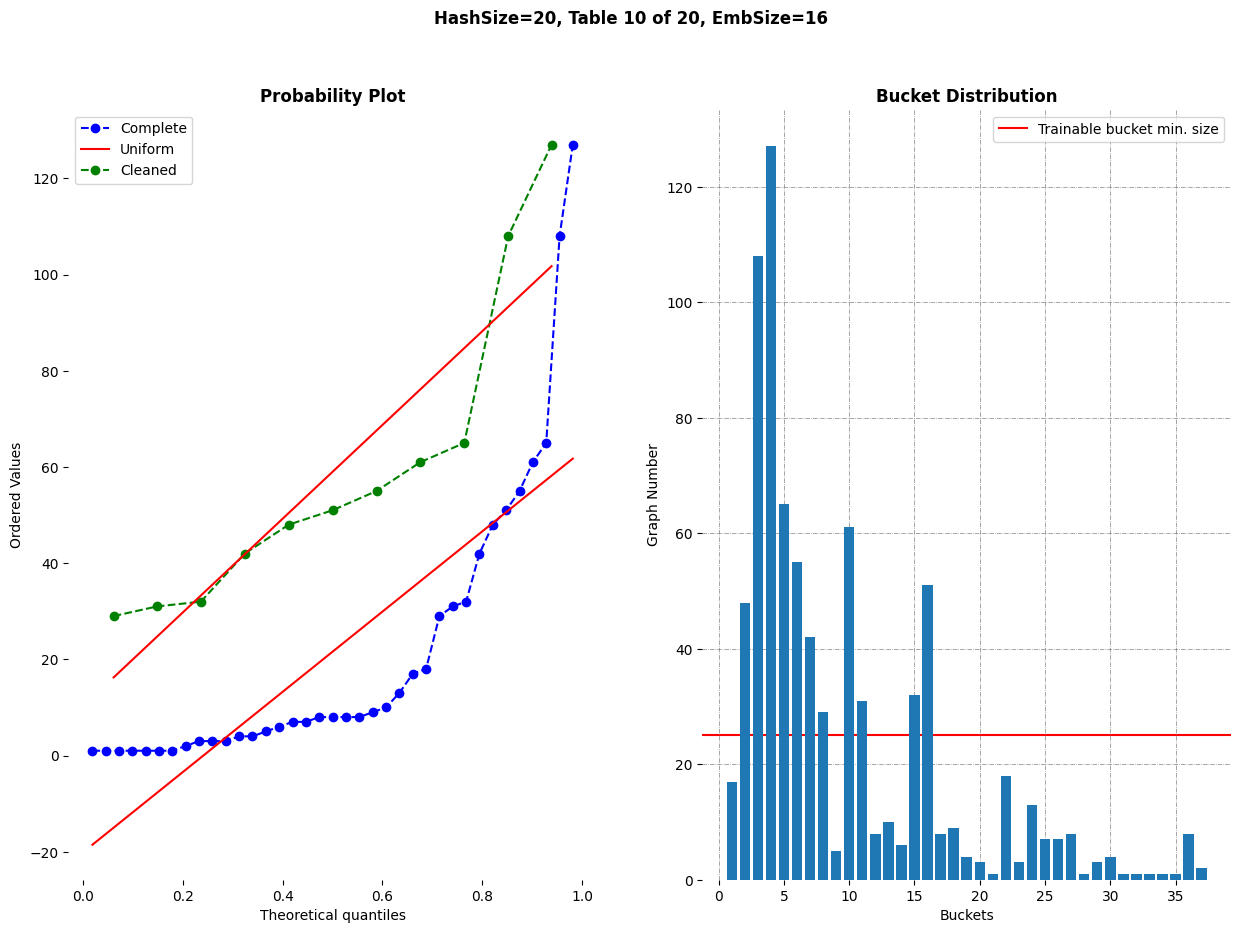 HashSize=20, Table 10 of 20, EmbSize=16
Probability Plot
Complete
Uniform
Cleaned
Ordered Values
120
100
80
60
40
20
0
−20
0.0 0.2 0.4 0.6 0.8 1.0
Theoretical quantiles
Bucket Distribution
Trainable bucket min. size
Graph Number
120
100
80
60
40
20
0
0 5 10 15 20 25 30 35
Buckets